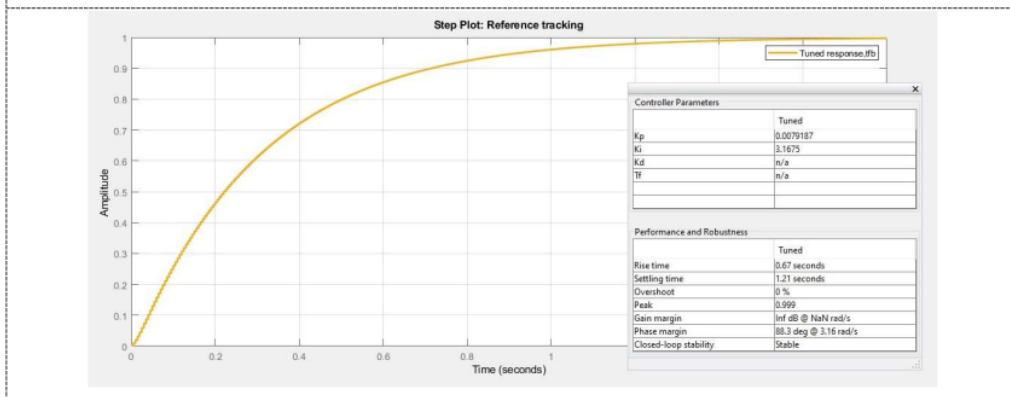 Step Plot: Reference tracking
Tuned response,tfb
1
0.9
0.8
0.7
0.6
0.5
0.4
0.3
0.2
0.1
0
Amplitude
0
0.2
0.4
0.6
0.8
1
Time (seconds)
x
Controller Parameters
Tuned
Kp 0.0079187
Ki 3.1675
Kd n/a
Tf n/a
Performance and Robustness
Tuned
Rise time 0.67 seconds
Settling time 1.21 seconds
Overshoot 0 %
Peak 0.999
Gain margin Inf dB @ NaN rad/s
Phase margin 88.3 deg @ 3.16 rad/s
Closed-loop stability Stable